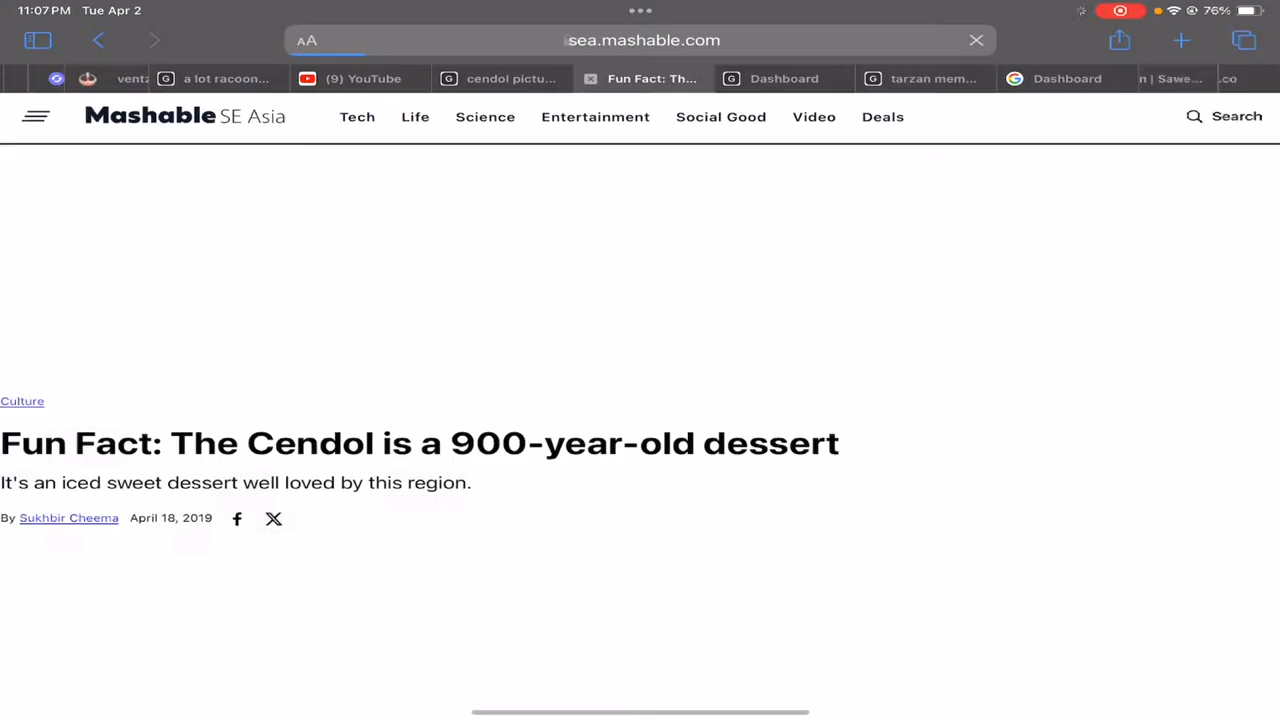 11:07 PM Tue Apr 2
76%
AA
sea.mashable.com
a lot racoon...
(9) YouTube
cendol pictu...
Fun Fact: Th...
Dashboard
tarzan mem...
Dashboard
n | Sawe...
.co
Mashable SE Asia
Tech Life Science Entertainment Social Good Video Deals
Search
Culture
Fun Fact: The Cendol is a 900-year-old dessert
It's an iced sweet dessert well loved by this region.
By Sukhbir Cheema April 18, 2019